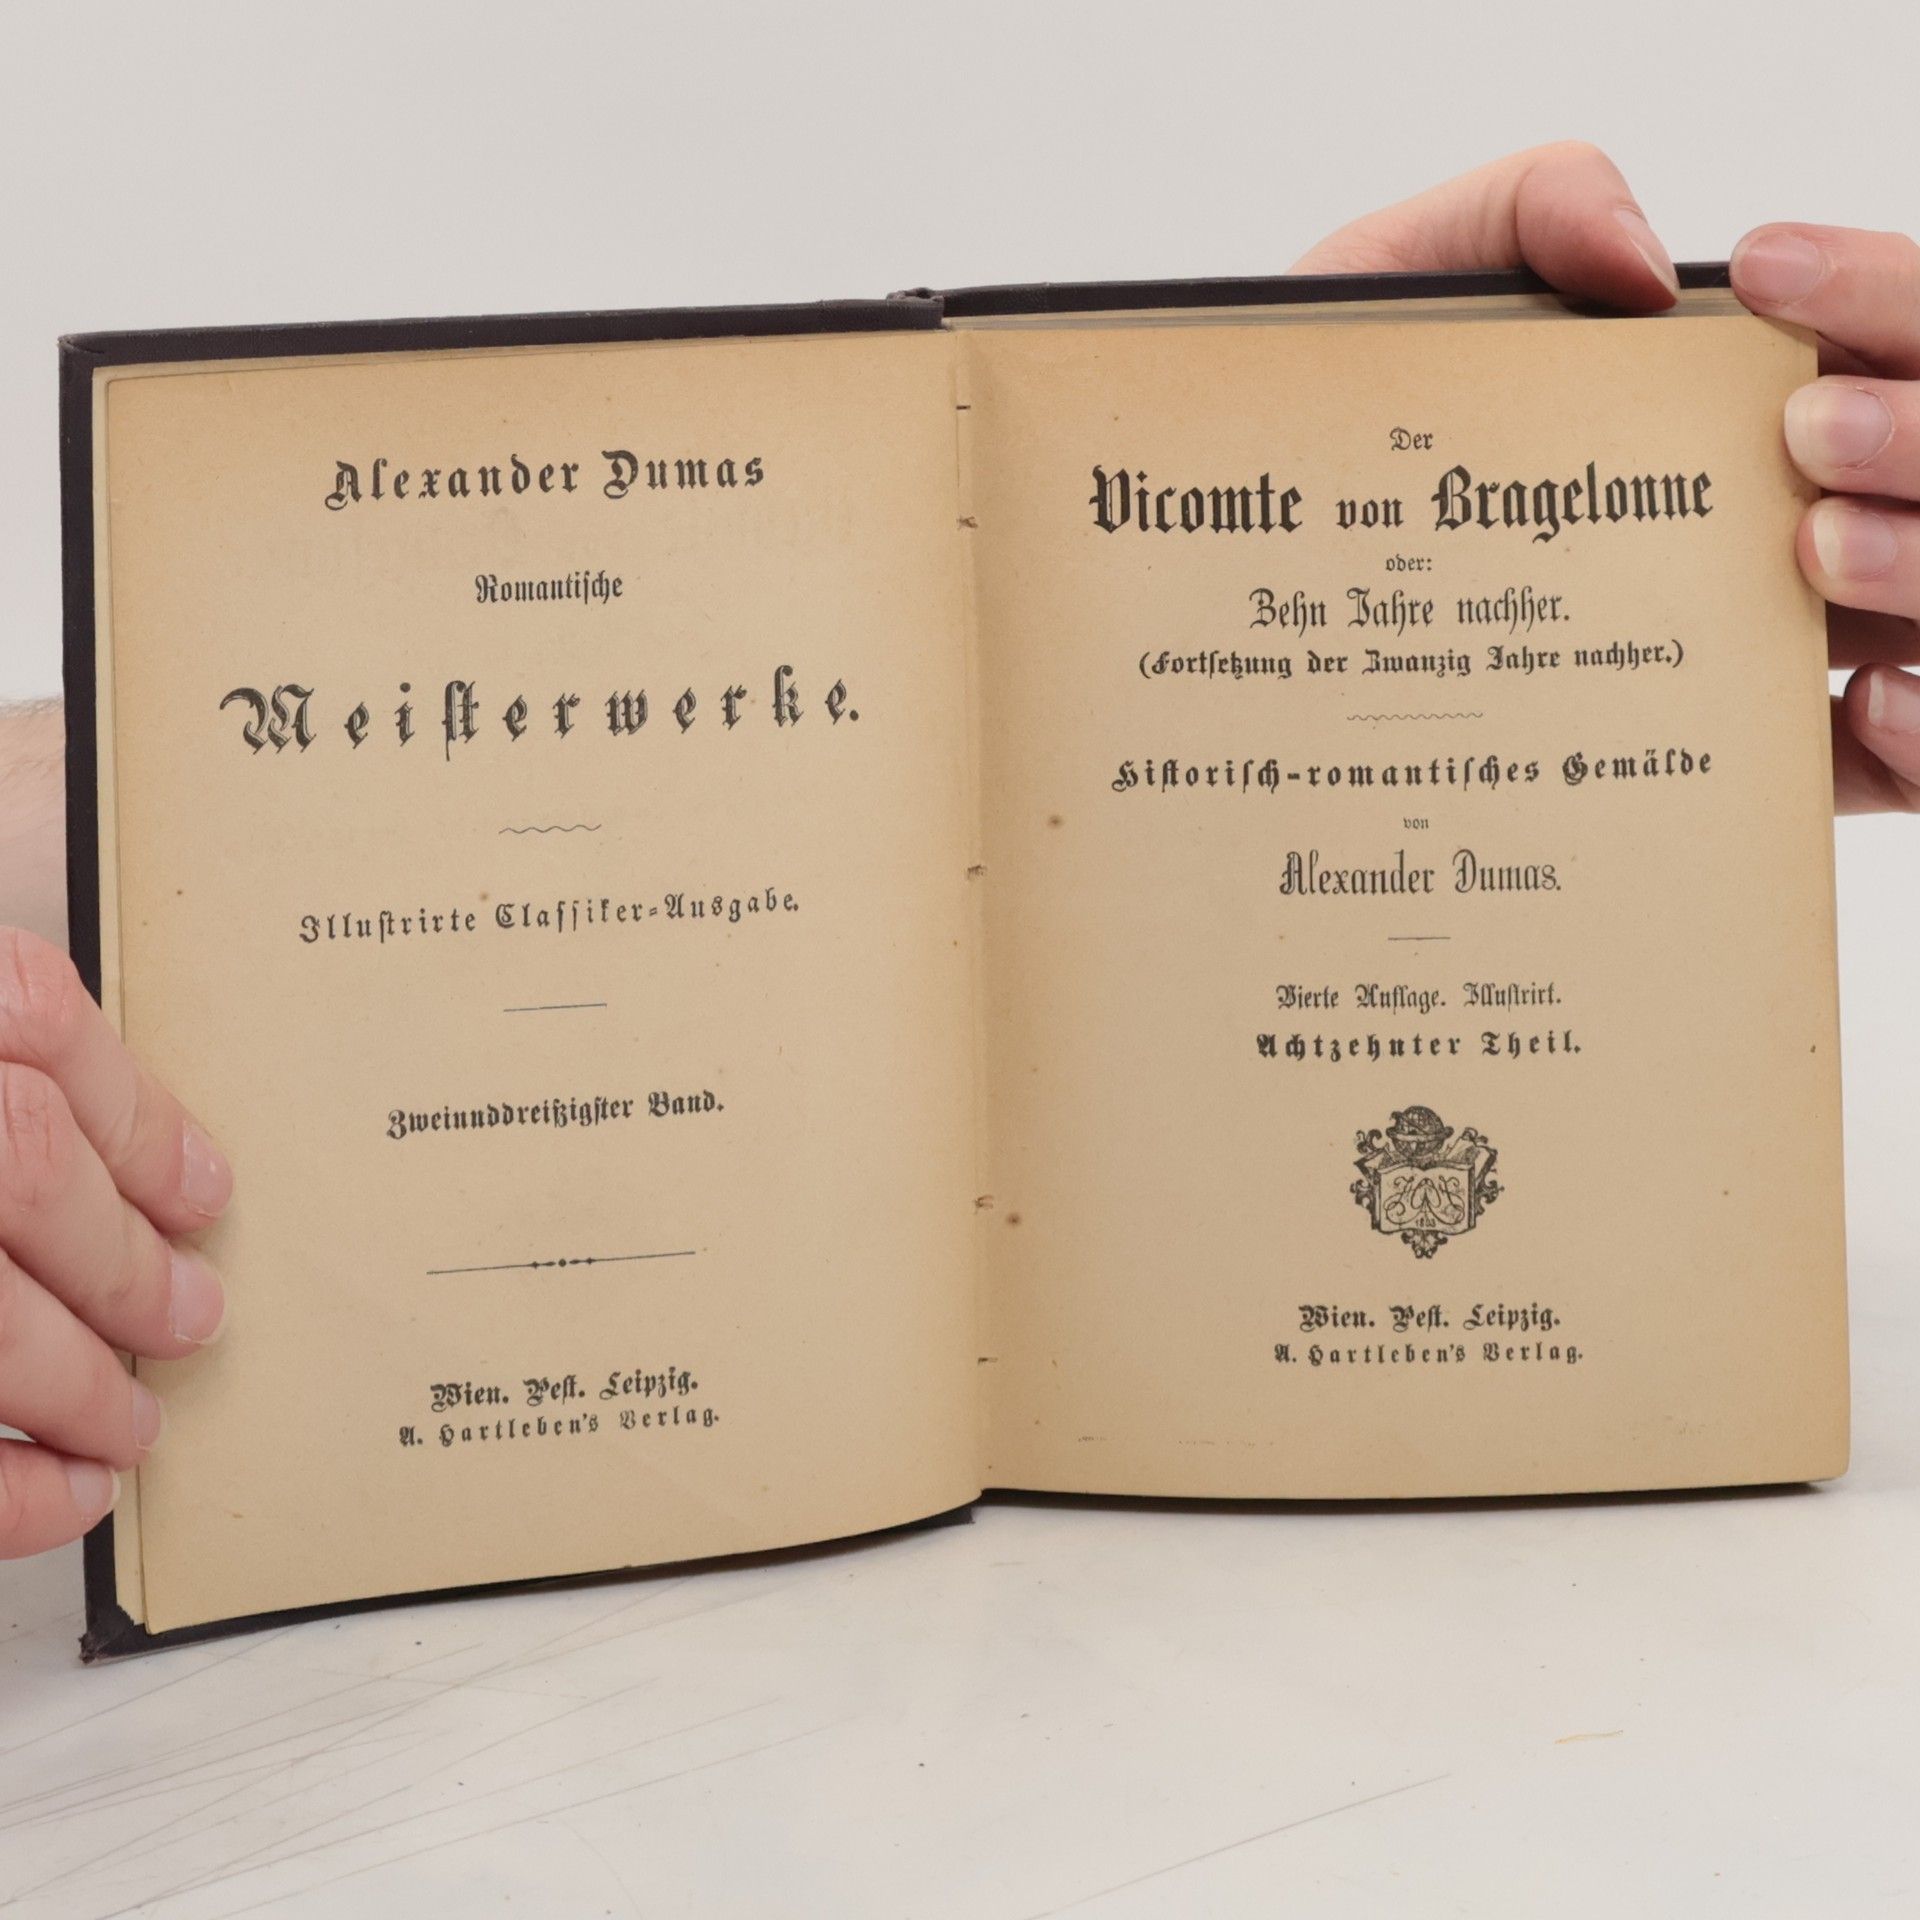 Alexander Dumas
Romantische
Meisterwerke.
Illustrirte Classiker-Ausgabe.
Zweinnddreißigster Band.
Wien. Pest. Leipzig.
A. Hartleben's Verlag.
Der
Vicomte von Bragelonne
oder:
Zehn Jahre nachher.
(Fortsetzung der Zwanzig Jahre nachher.)
Historisch-romantisches Gemälde
von
Alexander Dumas.
Vierte Auflage. Illustrirt.
Achtzehnter Theil.
1803
Wien. Pest. Leipzig.
A. Hartleben's Verlag.